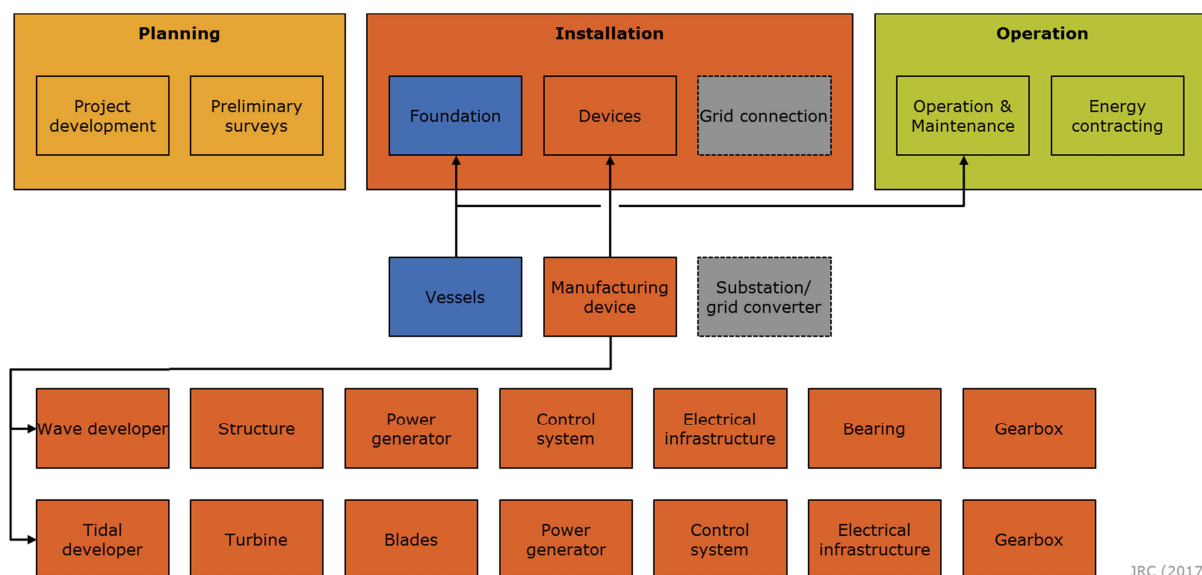 Planning
Installation
Operation
Project
development
Preliminary
surveys
Foundation
Devices
Grid connection
Operation &
Maintenance
Energy
contracting
Vessels
Manufacturing
device
Substation/
grid converter
Wave developer
Structure
Power
generator
Control
system
Electrical
infrastructure
Bearing
Gearbox
Tidal
developer
Turbine
Blades
Power
generator
Control
system
Electrical
infrastructure
Gearbox
JRC (2017